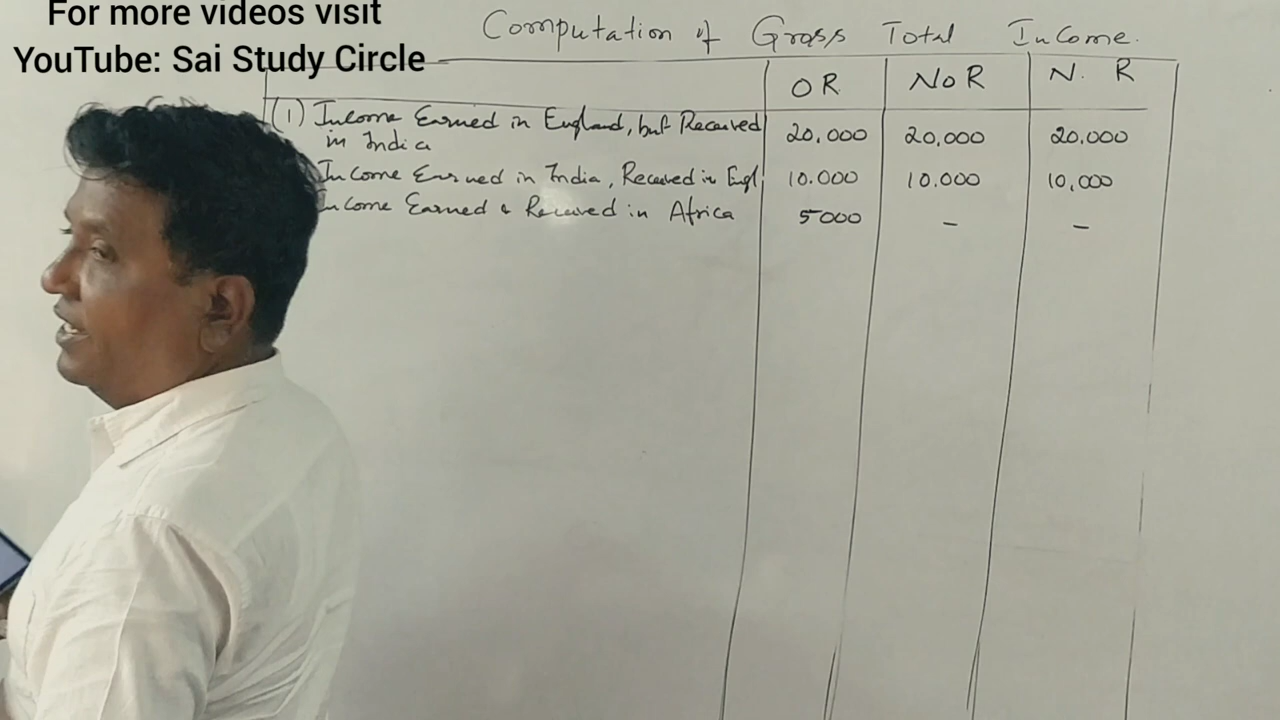 For more videos visit
YouTube: Sai Study Circle
Computation of Gross Total InCome.
OR NoR N. R
(1) Income Earned in England, but Received 20,000 20,000 20,000
in India
InCome Earned in India, Received in Engl 10.000 10.000 10,000
Income Earned & Received in Africa 5000 - -